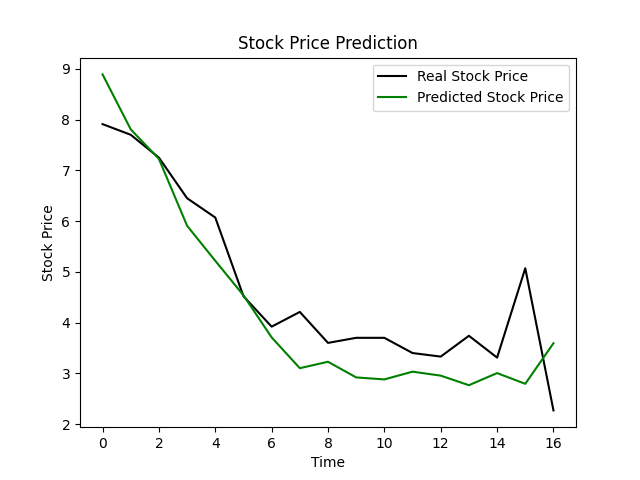 Stock Price Prediction
Real Stock Price
Predicted Stock Price
Stock Price
9
8
7
6
5
4
3
2
0 2 4 6 8 10 12 14 16
Time